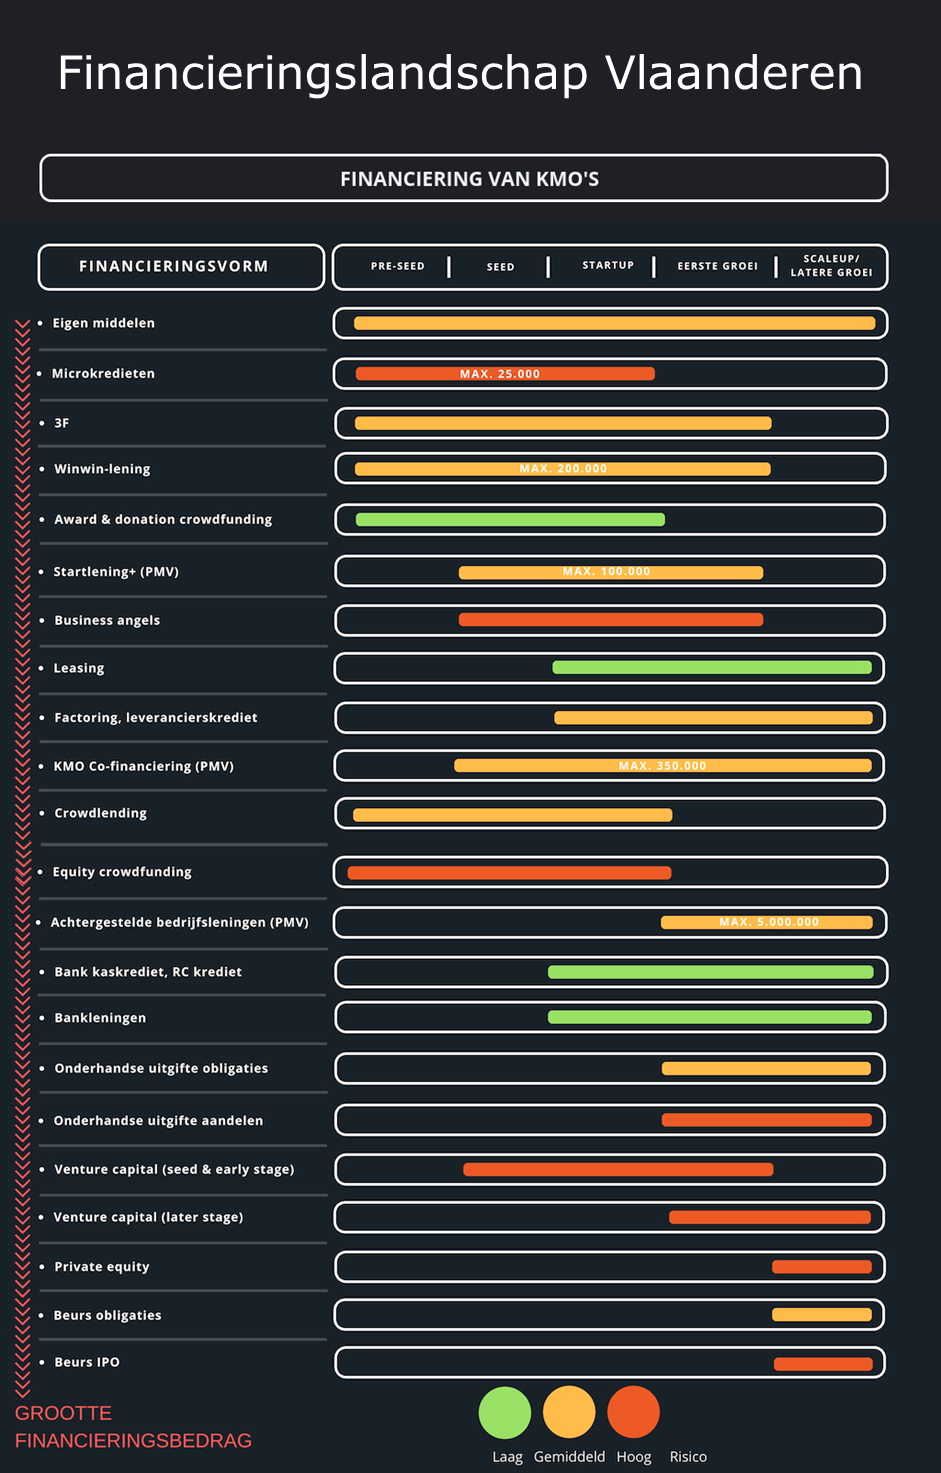 Financieringslandschap Vlaanderen
FINANCIERING VAN KMO'S
FINANCIERINGSVORM
PRE-SEED
SEED
STARTUP
EERSTE GROEI
SCALEUP/
LATERE GROEI
• Eigen middelen
• Microkredieten
MAX. 25.000
• 3F
• Winwin-lening
MAX. 200.000
• Award & donation crowdfunding
• Startlening+ (PMV)
MAX. 100.000
• Business angels
• Leasing
• Factoring, leverancierskrediet
• KMO Co-financiering (PMV)
MAX. 350.000
• Crowdlending
• Equity crowdfunding
• Achtergestelde bedrijfsleningen (PMV)
MAX. 5.000.000
• Bank kaskrediet, RC krediet
• Bankleningen
• Onderhandse uitgifte obligaties
• Onderhandse uitgifte aandelen
• Venture capital (seed & early stage)
• Venture capital (later stage)
• Private equity
• Beurs obligaties
• Beurs IPO
GROOTTE
FINANCIERINGSBEDRAG
Laag Gemiddeld Hoog Risico